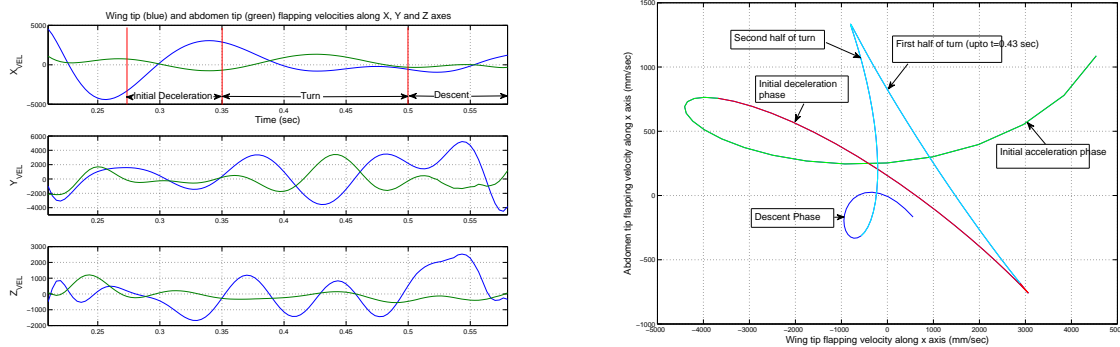 Wing tip (blue) and abdomen tip (green) flapping velocities along X, Y and Z axes
5000
0
−5000
X_VEL
Initial Deceleration
Turn
Descent
0.25 0.3 0.35 0.4 0.45 0.5 0.55
Time (sec)
6000
4000
2000
0
−2000
−4000
Y_VEL
0.25 0.3 0.35 0.4 0.45 0.5 0.55
3000
2000
1000
0
−1000
−2000
Z_VEL
0.25 0.3 0.35 0.4 0.45 0.5 0.55
Time (sec)
1500
1000
500
0
−500
−1000
Abdomen tip flapping velocity along x axis (mm/sec)
Second half of turn
First half of turn (upto t=0.43 sec)
Initial deceleration
phase
Initial acceleration phase
Descent Phase
−5000 −4000 −3000 −2000 −1000 0 1000 2000 3000 4000 5000
Wing tip flapping velocity along x axis (mm/sec)